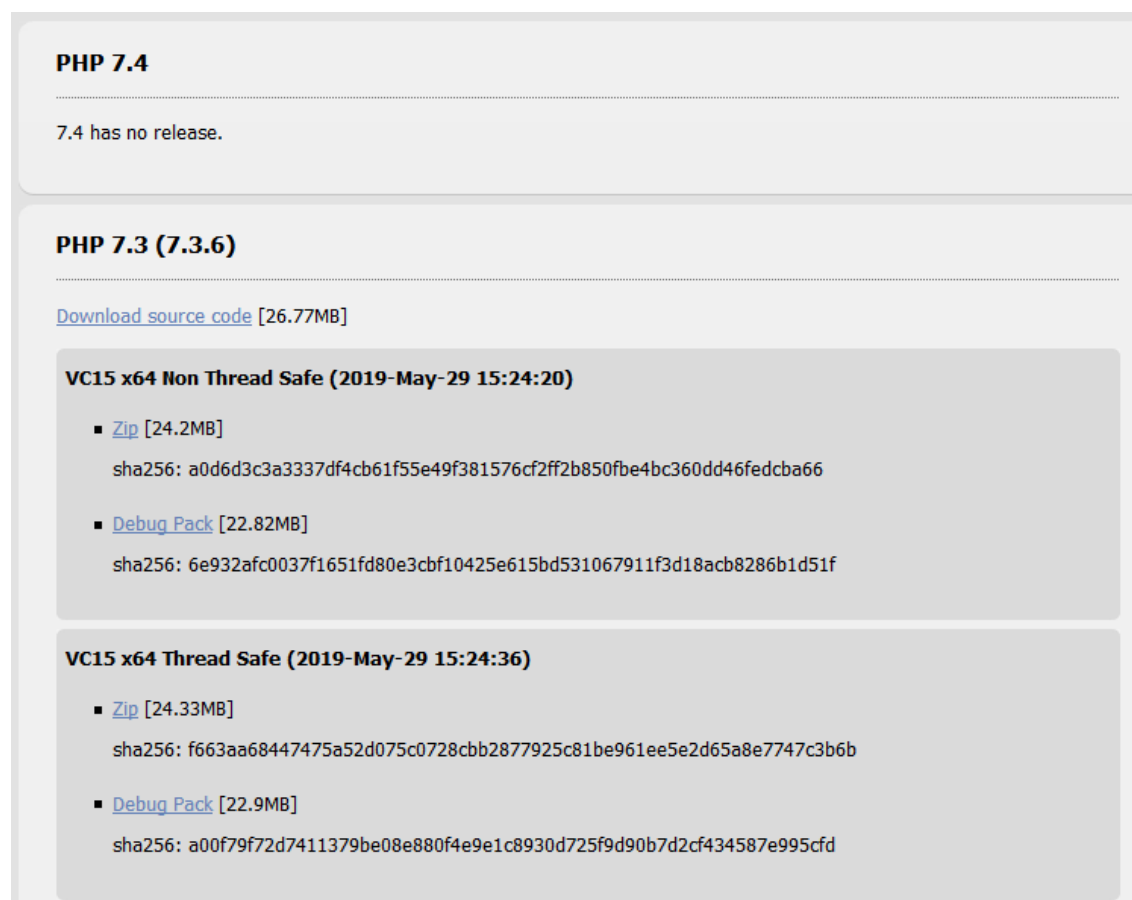 PHP 7.4
7.4 has no release.
PHP 7.3 (7.3.6)
Download source code [26.77MB]
VC15 x64 Non Thread Safe (2019-May-29 15:24:20)
Zip [24.2MB]
sha256: a0d6d3c3a3337df4cb61f55e49f381576cf2ff2b850fbe4bc360dd46fedcba66
Debug Pack [22.82MB]
sha256: 6e932afc0037f1651fd80e3cbf10425e615bd531067911f3d18acb8286b1d51f
VC15 x64 Thread Safe (2019-May-29 15:24:36)
Zip [24.33MB]
sha256: f663aa68447475a52d075c0728cbb2877925c81be961ee5e2d65a8e7747c3b6b
Debug Pack [22.9MB]
sha256: a00f79f72d7411379be08e880f4e9e1c8930d725f9d90b7d2cf434587e995cfd